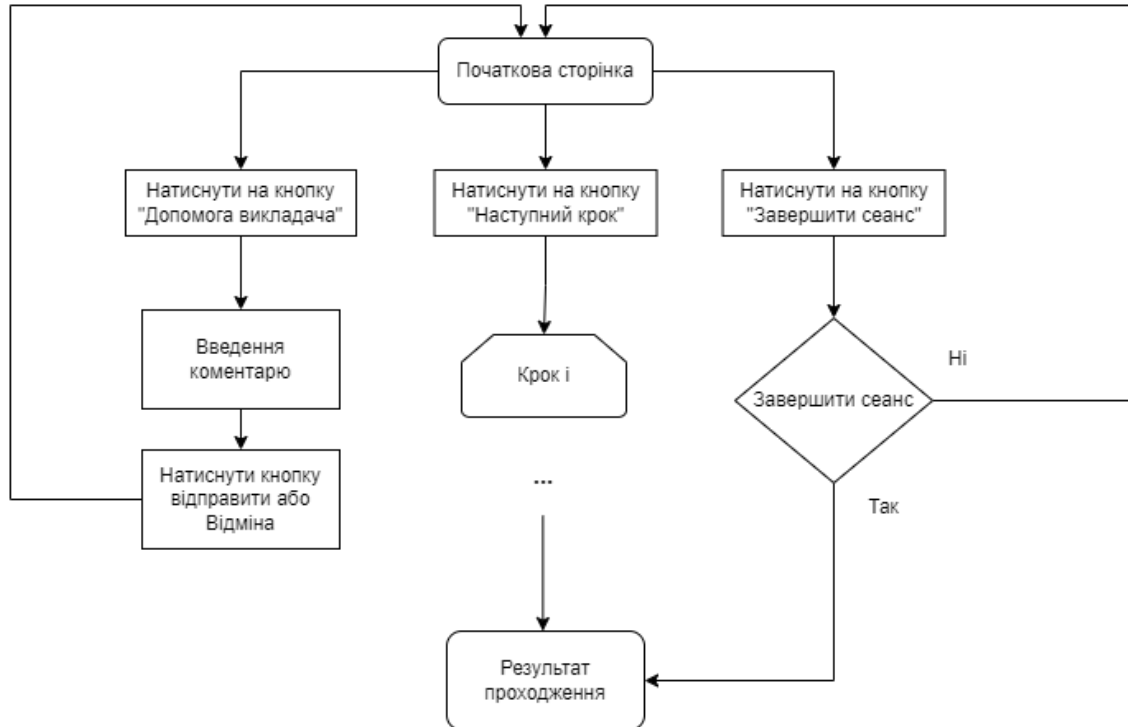 Початкова сторінка
Натиснути на кнопку
"Допомога викладача"
Натиснути на кнопку
"Наступний крок"
Натиснути на кнопку
"Завершити сеанс"
Введення
коментарю
Крок і
Завершити сеанс
Ні
Натиснути кнопку
відправити або
Відміна
...
Так
Результат
проходження